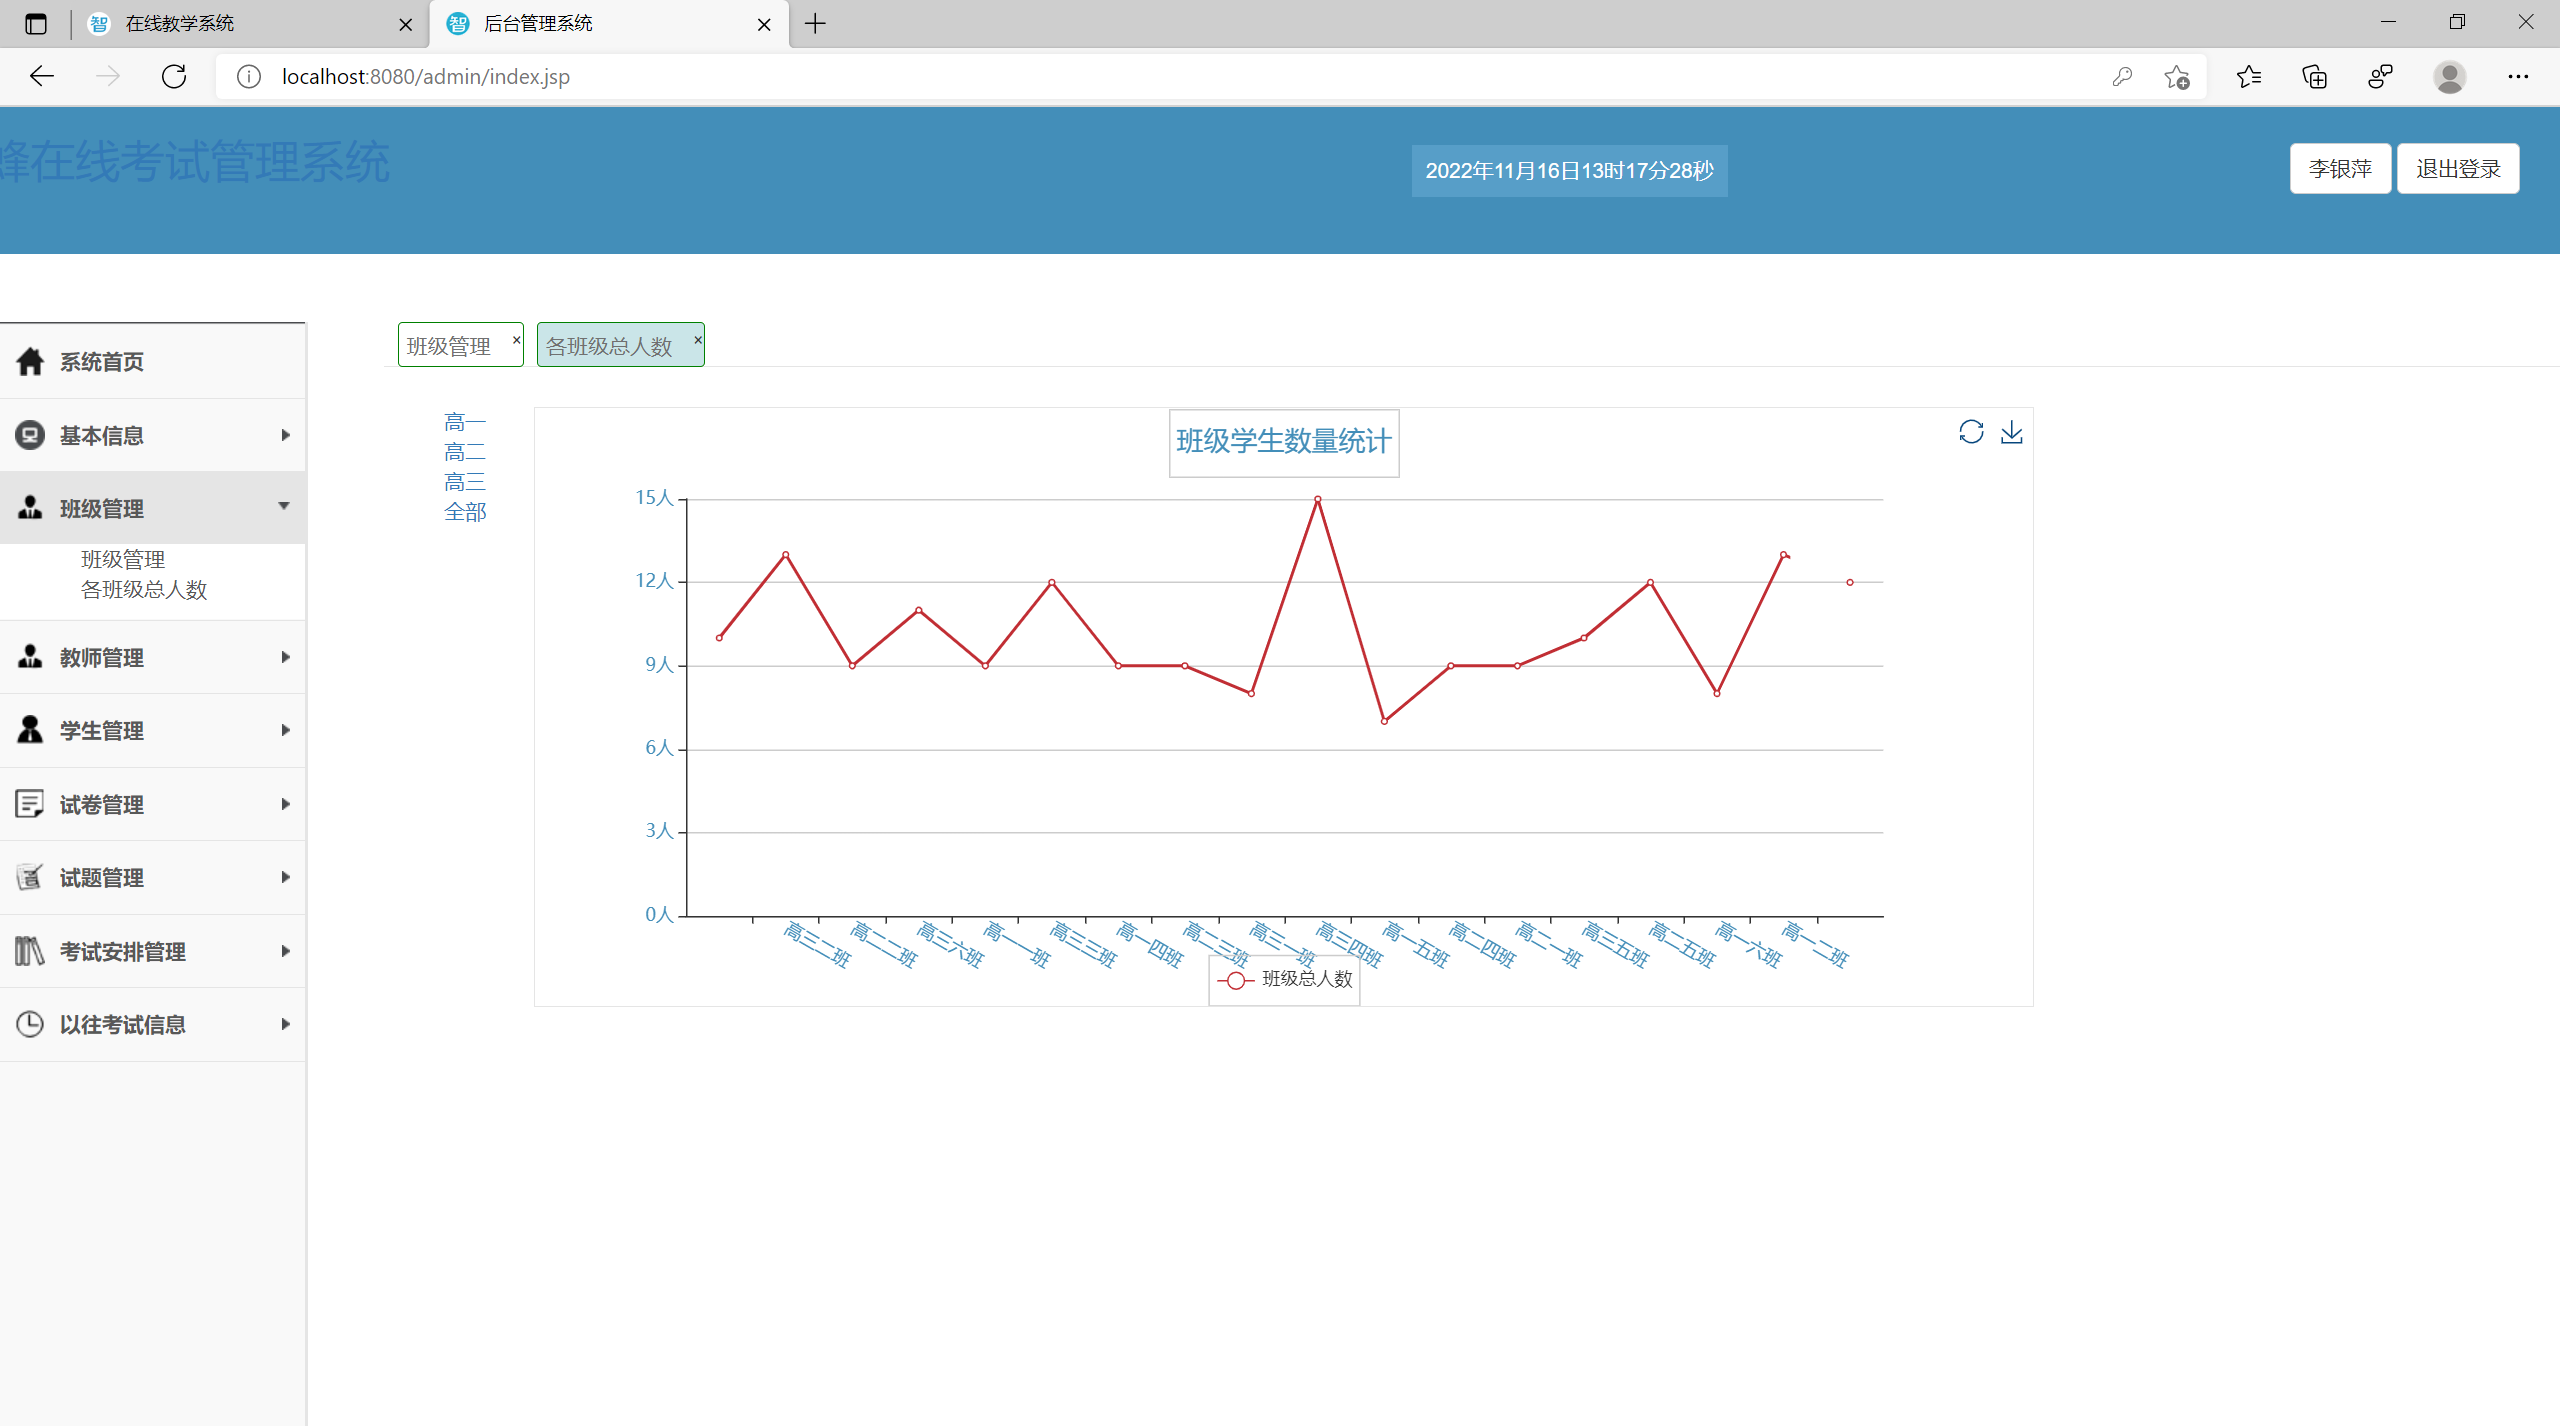 在线教学系统
后台管理系统
localhost:8080/admin/index.jsp
蜂在线考试管理系统
2022年11月16日13时17分28秒
李银萍
退出登录
系统首页
基本信息
班级管理
班级管理
各班级总人数
教师管理
学生管理
试卷管理
试题管理
考试安排管理
以往考试信息
班级管理 ×
各班级总人数 ×
高一
高二
高三
全部
班级学生数量统计
15人
12人
9人
6人
3人
0人
高三二班
高二二班
高三六班
高一一班
高三三班
高一四班
高二三班
高三一班
高三四班
高一五班
高二四班
高二一班
高三五班
高二五班
高一六班
高一二班
班级总人数